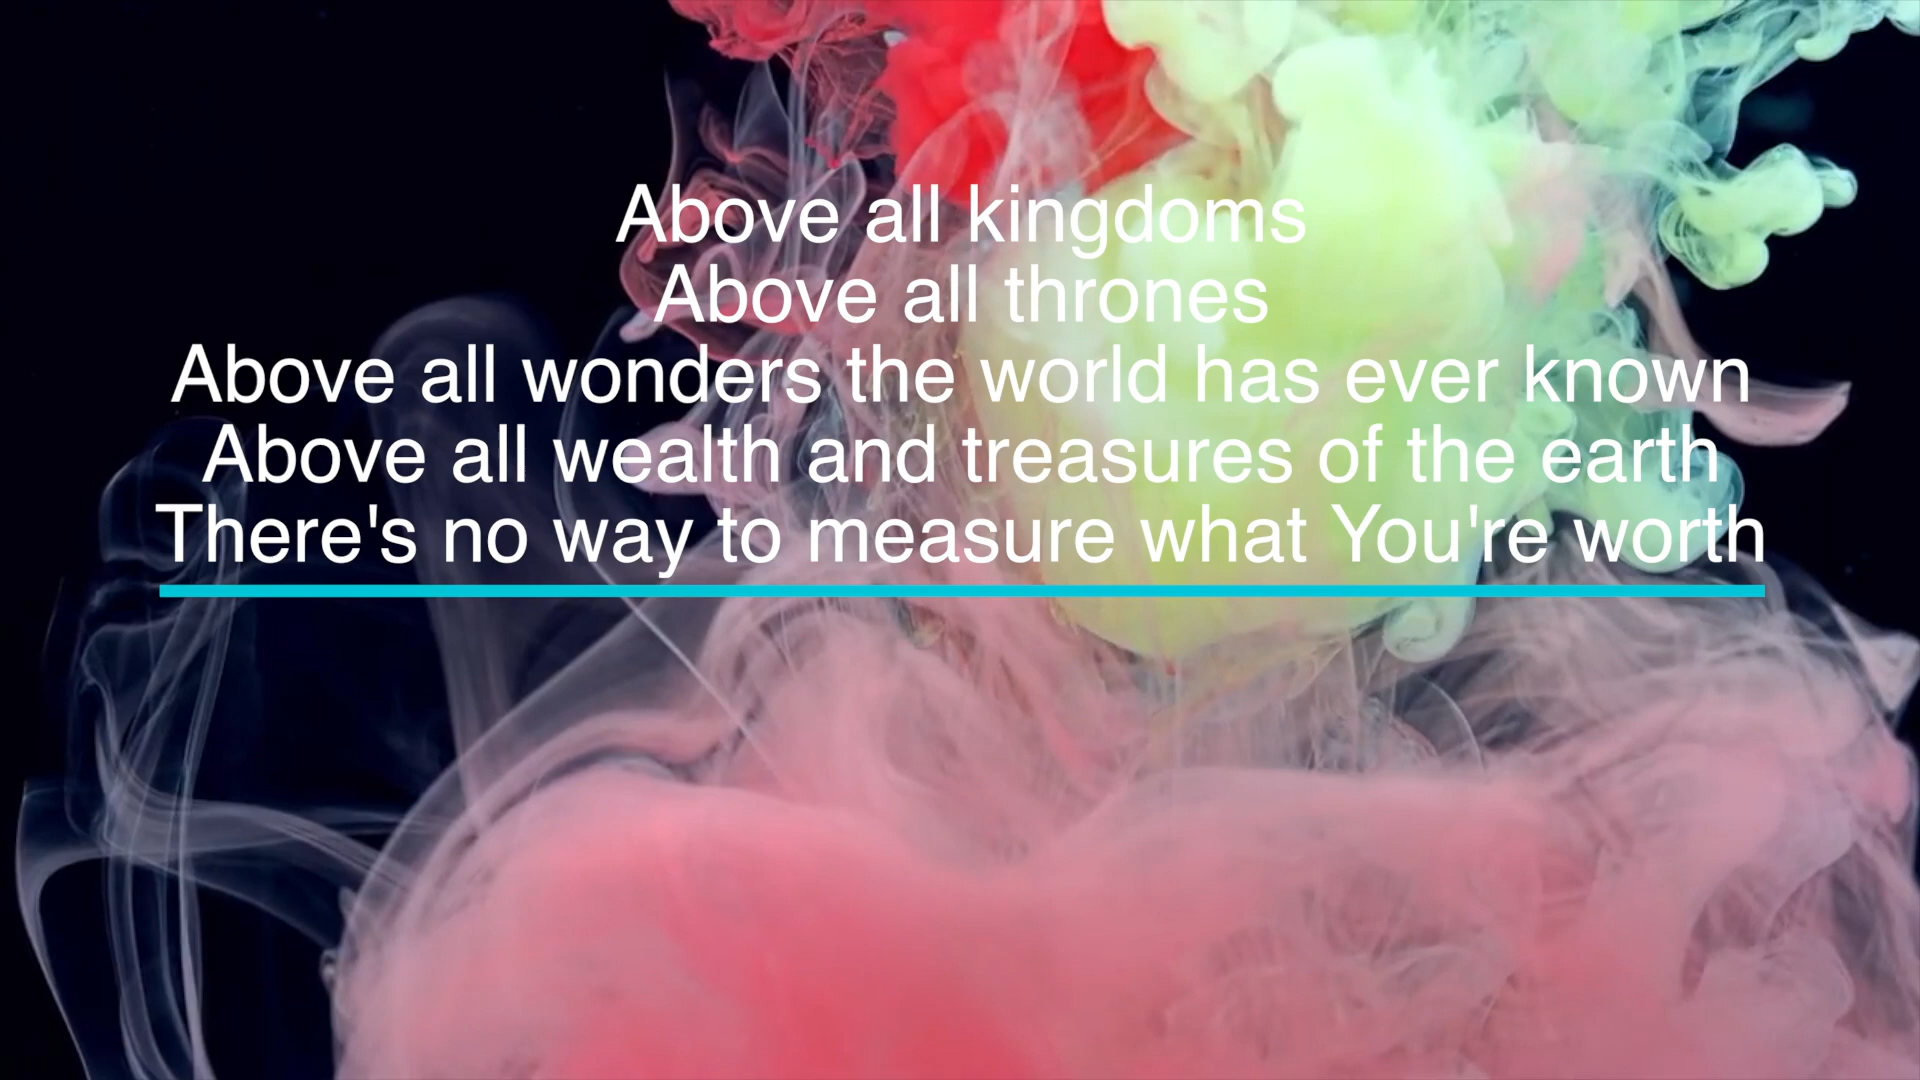 Above all kingdoms
Above all thrones
Above all wonders the world has ever known
Above all wealth and treasures of the earth
There's no way to measure what You're worth